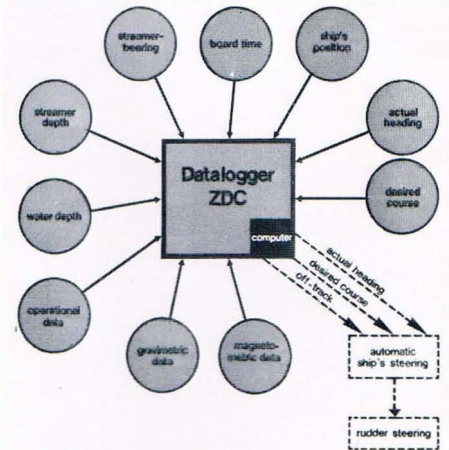 streamer-
bearing
board time
ship's
position
streamer
depth
actual
heading
Datalogger
ZDC
desired
course
water depth
computer
actual heading
desired course
off-track
operational
data
gravimetric
data
magneto-
metric data
automatic
ship's steering
rudder steering